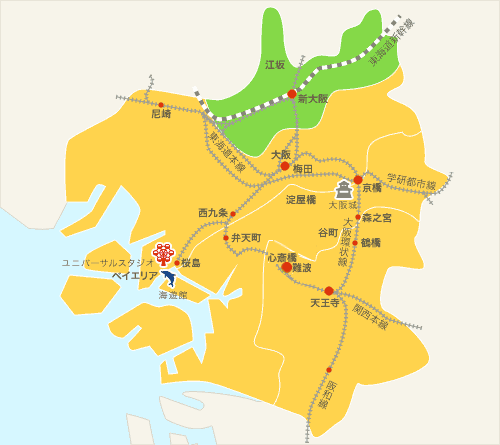 江坂
東海道新幹線
新大阪
尼崎
東海道本線
大阪
梅田
学研都市線
京橋
淀屋橋
大阪城
西九条
森之宮
谷町
大阪環状線
弁天町
鶴橋
心斎橋
ユニバーサルスタジオ
桜島
難波
ベイエリア
海遊館
天王寺
関西本線
阪和線